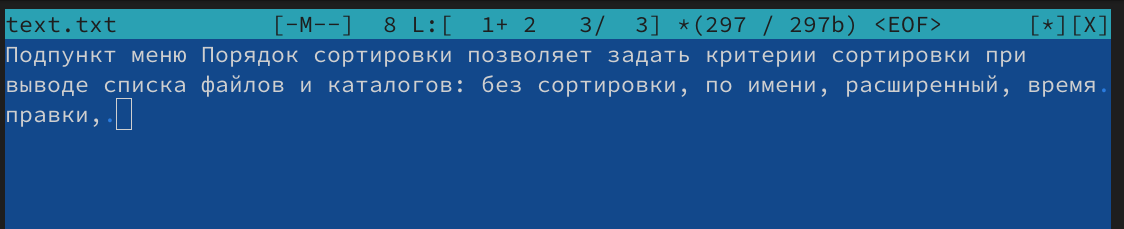 text.txt [-M--] 8 L:[ 1+ 2 3/ 3] *(297 / 297b) <EOF> [*][X]
Подпункт меню Порядок сортировки позволяет задать критерии сортировки при
выводе списка файлов и каталогов: без сортировки, по имени, расширенный, время.
правки,.